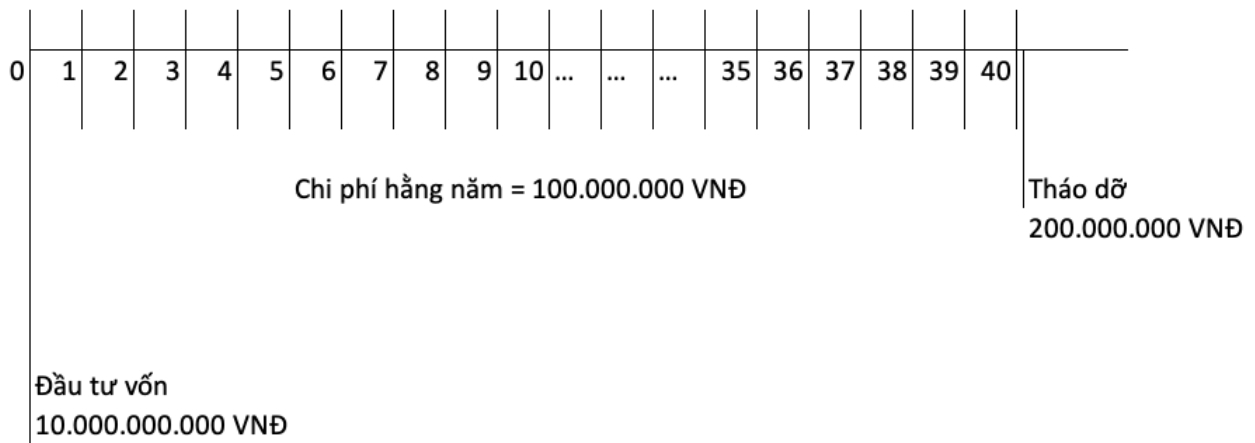 0 1 2 3 4 5 6 7 8 9 10 ... ... ... 35 36 37 38 39 40
Chi phí hằng năm = 100.000.000 VNĐ
Tháo dỡ
200.000.000 VNĐ
Đầu tư vốn
10.000.000.000 VNĐ